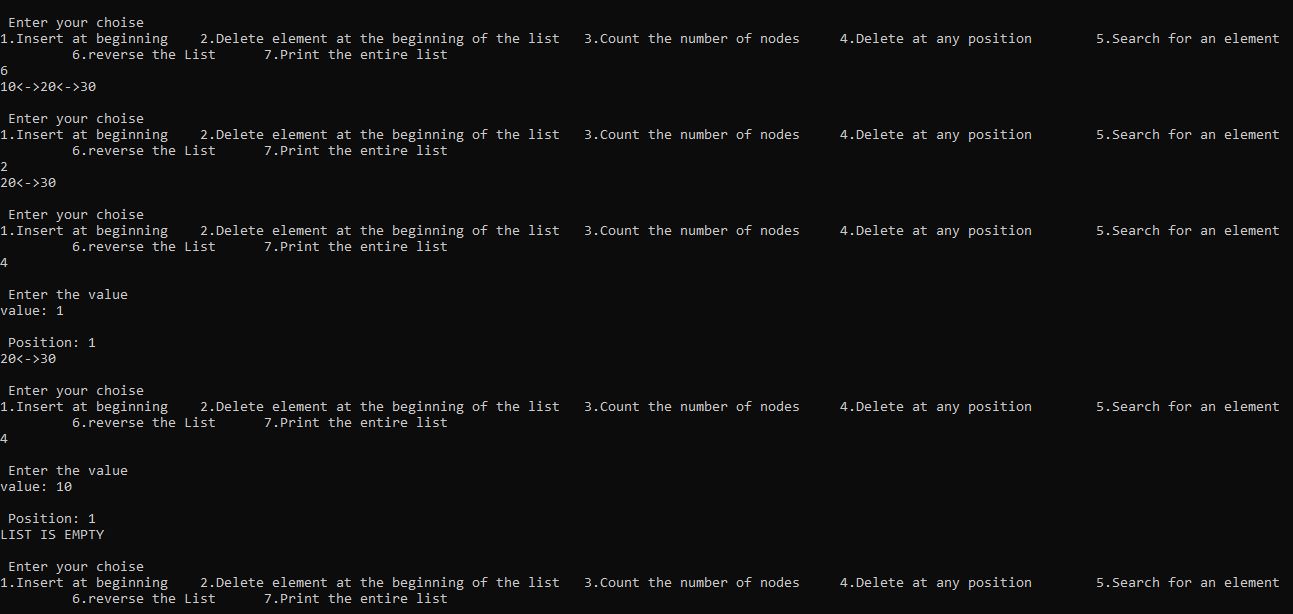 Enter your choise
1.Insert at beginning    2.Delete element at the beginning of the list   3.Count the number of nodes     4.Delete at any position        5.Search for an element
         6.reverse the List      7.Print the entire list
6
10<->20<->30
Enter your choise
1.Insert at beginning    2.Delete element at the beginning of the list   3.Count the number of nodes     4.Delete at any position        5.Search for an element
         6.reverse the List      7.Print the entire list
2
20<->30
Enter your choise
1.Insert at beginning    2.Delete element at the beginning of the list   3.Count the number of nodes     4.Delete at any position        5.Search for an element
         6.reverse the List      7.Print the entire list
4
Enter the value
value: 1
Position: 1
20<->30
Enter your choise
1.Insert at beginning    2.Delete element at the beginning of the list   3.Count the number of nodes     4.Delete at any position        5.Search for an element
         6.reverse the List      7.Print the entire list
4
Enter the value
value: 10
Position: 1
LIST IS EMPTY
Enter your choise
1.Insert at beginning    2.Delete element at the beginning of the list   3.Count the number of nodes     4.Delete at any position        5.Search for an element
         6.reverse the List      7.Print the entire list